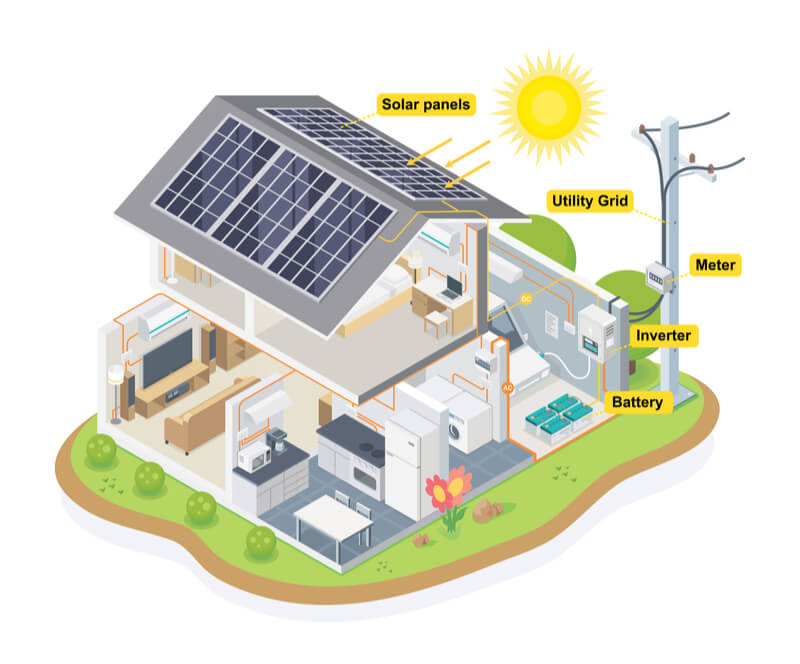 Solar panels
Utility Grid
Meter
DC
Inverter
AC
Battery